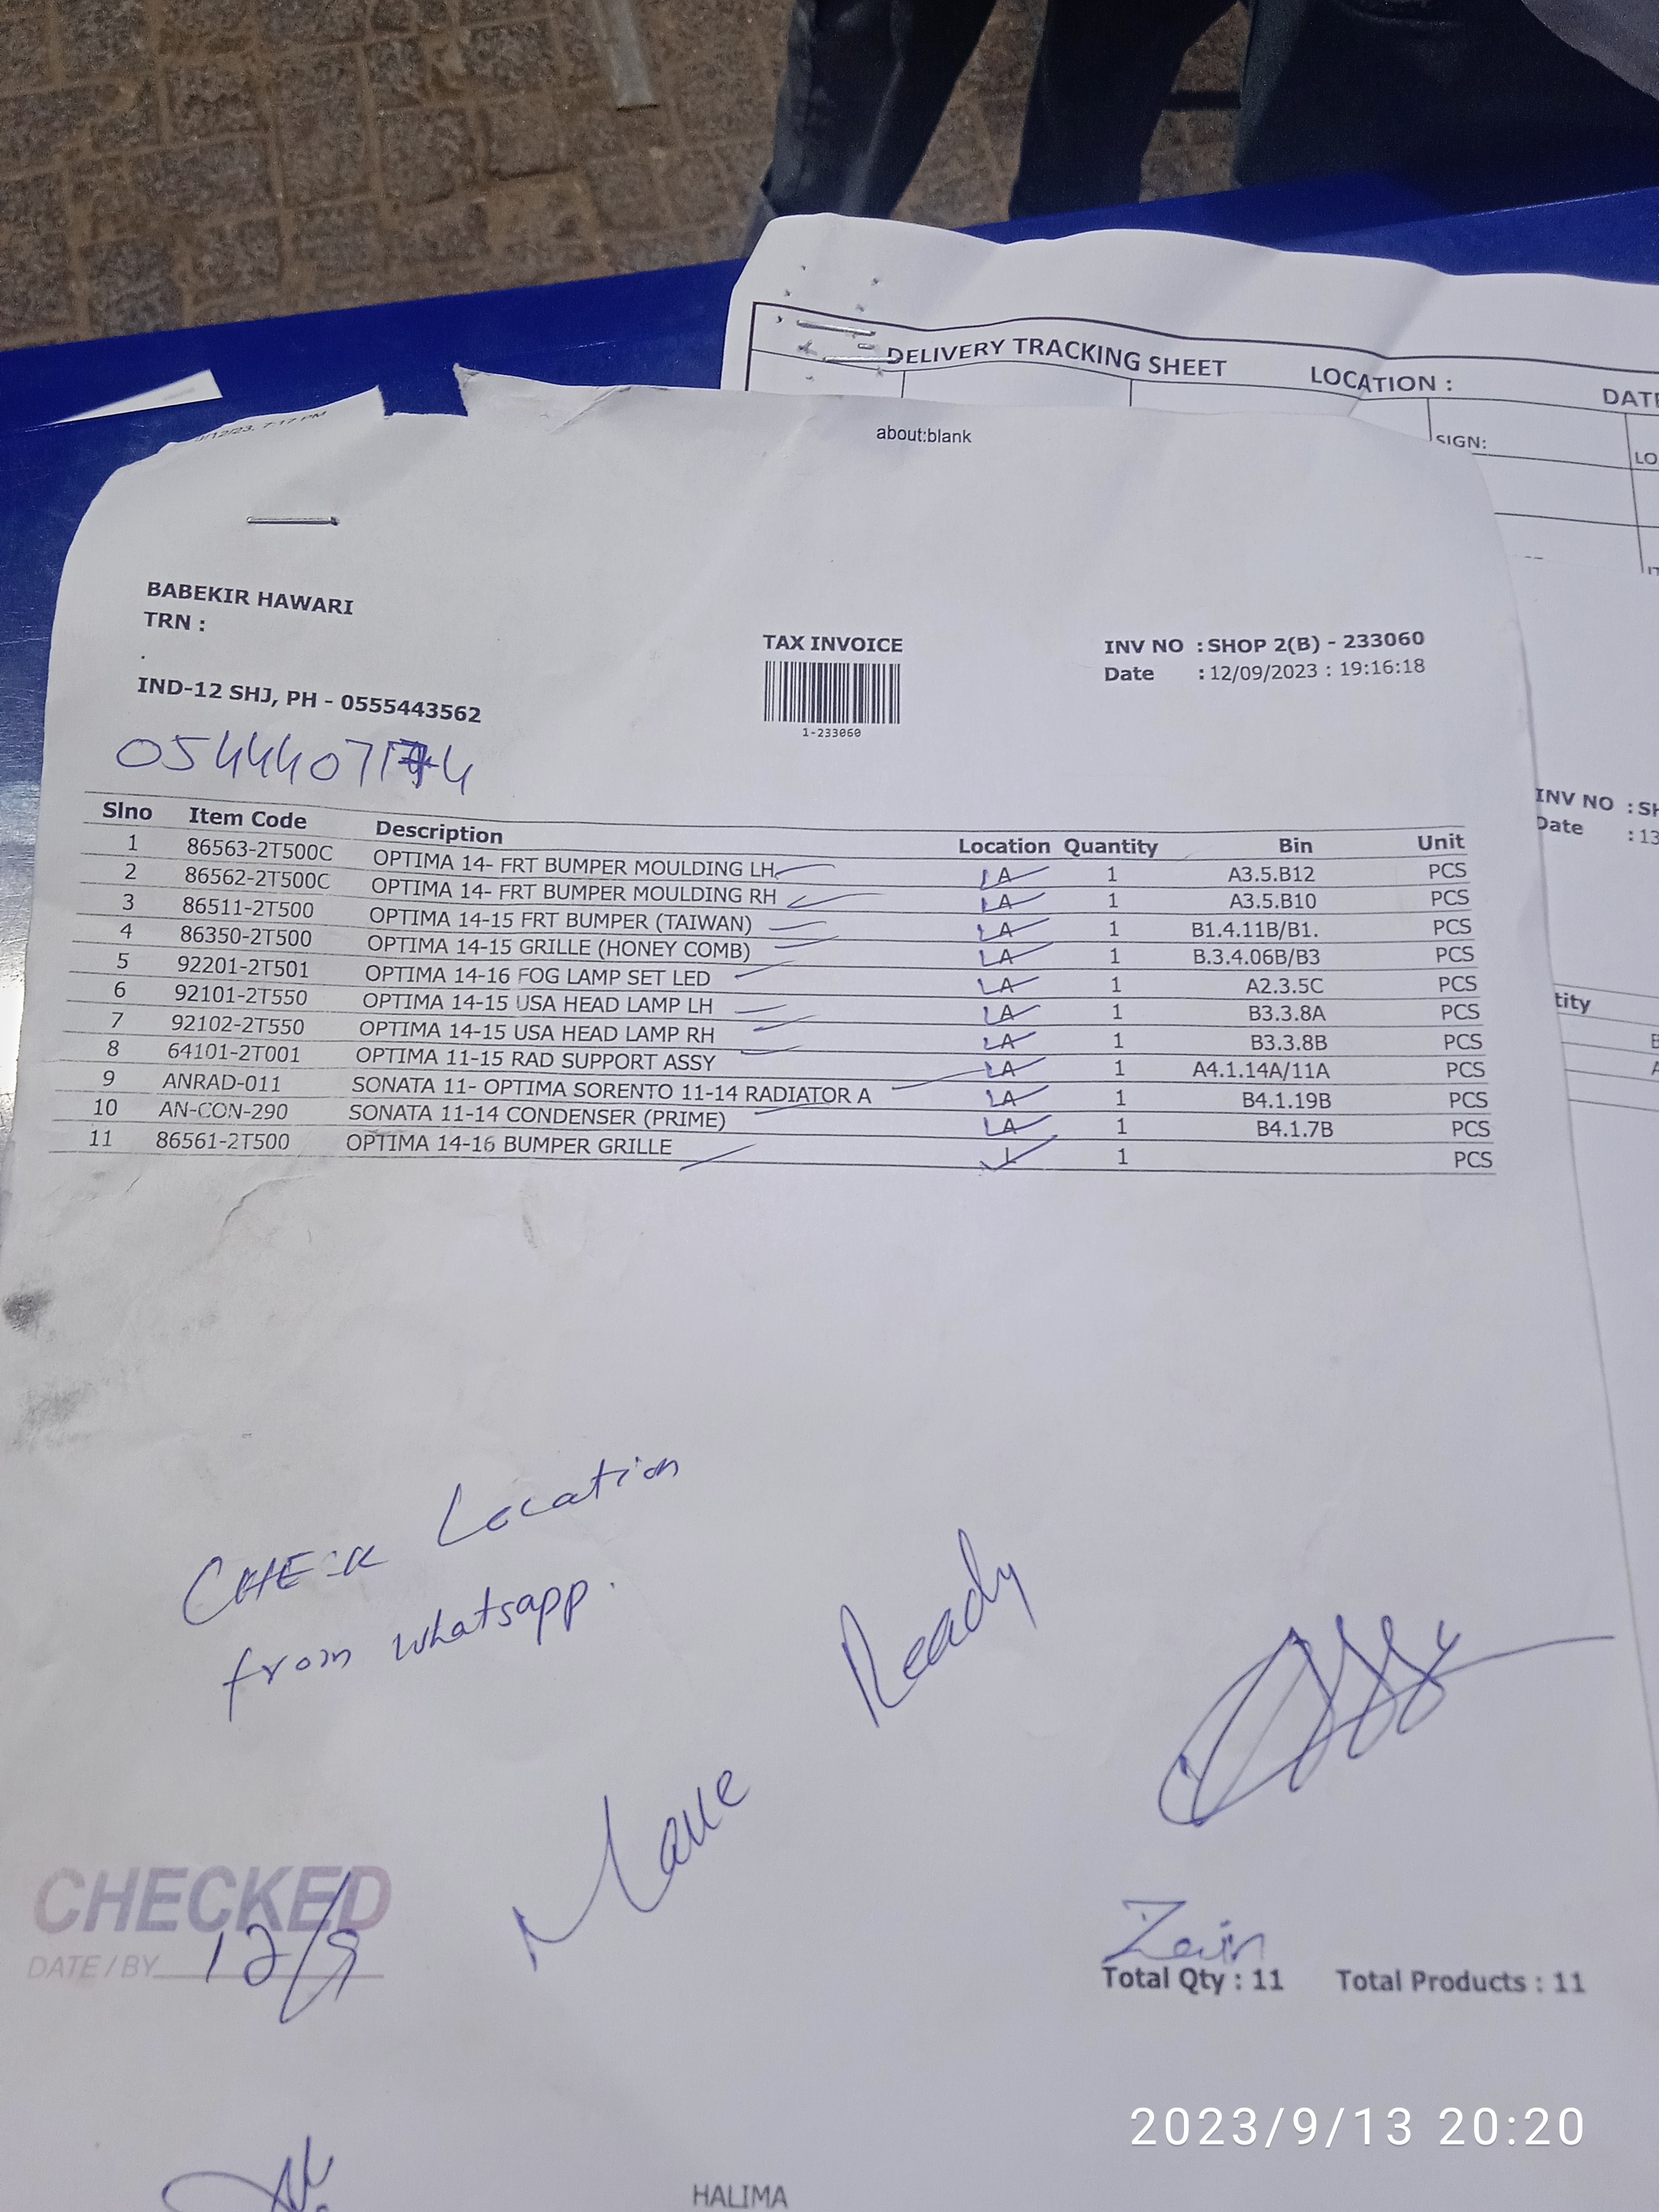 DELIVERY TRACKING SHEET LOCATION :
SIGN:
about:blank
BABEKIR HAWARI
TRN :
.
IND-12 SHJ, PH - 0555443562
TAX INVOICE
1-233060
INV NO : SHOP 2(B) - 233060
Date : 12/09/2023 : 19:16:18
Slno Item Code Description Location Quantity Bin Unit
1 86563-2T500C OPTIMA 14- FRT BUMPER MOULDING LH LA 1 A3.5.B12 PCS
2 86562-2T500C OPTIMA 14- FRT BUMPER MOULDING RH LA 1 A3.5.B10 PCS
3 86511-2T500 OPTIMA 14-15 FRT BUMPER (TAIWAN) LA 1 B1.4.11B/B1. PCS
4 86350-2T500 OPTIMA 14-15 GRILLE (HONEY COMB) LA 1 B.3.4.06B/B3 PCS
5 92201-2T501 OPTIMA 14-16 FOG LAMP SET LED LA 1 A2.3.5C PCS
6 92101-2T550 OPTIMA 14-15 USA HEAD LAMP LH LA 1 B3.3.8A PCS
7 92102-2T550 OPTIMA 14-15 USA HEAD LAMP RH LA 1 B3.3.8B PCS
8 64101-2T001 OPTIMA 11-15 RAD SUPPORT ASSY LA 1 A4.1.14A/11A PCS
9 ANRAD-011 SONATA 11- OPTIMA SORENTO 11-14 RADIATOR A LA 1 B4.1.19B PCS
10 AN-CON-290 SONATA 11-14 CONDENSER (PRIME) LA 1 B4.1.7B PCS
11 86561-2T500 OPTIMA 14-16 BUMPER GRILLE L 1 PCS
INV NO
Date : 13
CHECK Location
from whatsapp.
Make Ready
CHECKED
DATE/BY 12/9
Zain
Total Qty : 11 Total Products : 11
2023/9/13 20:20
HALIMA